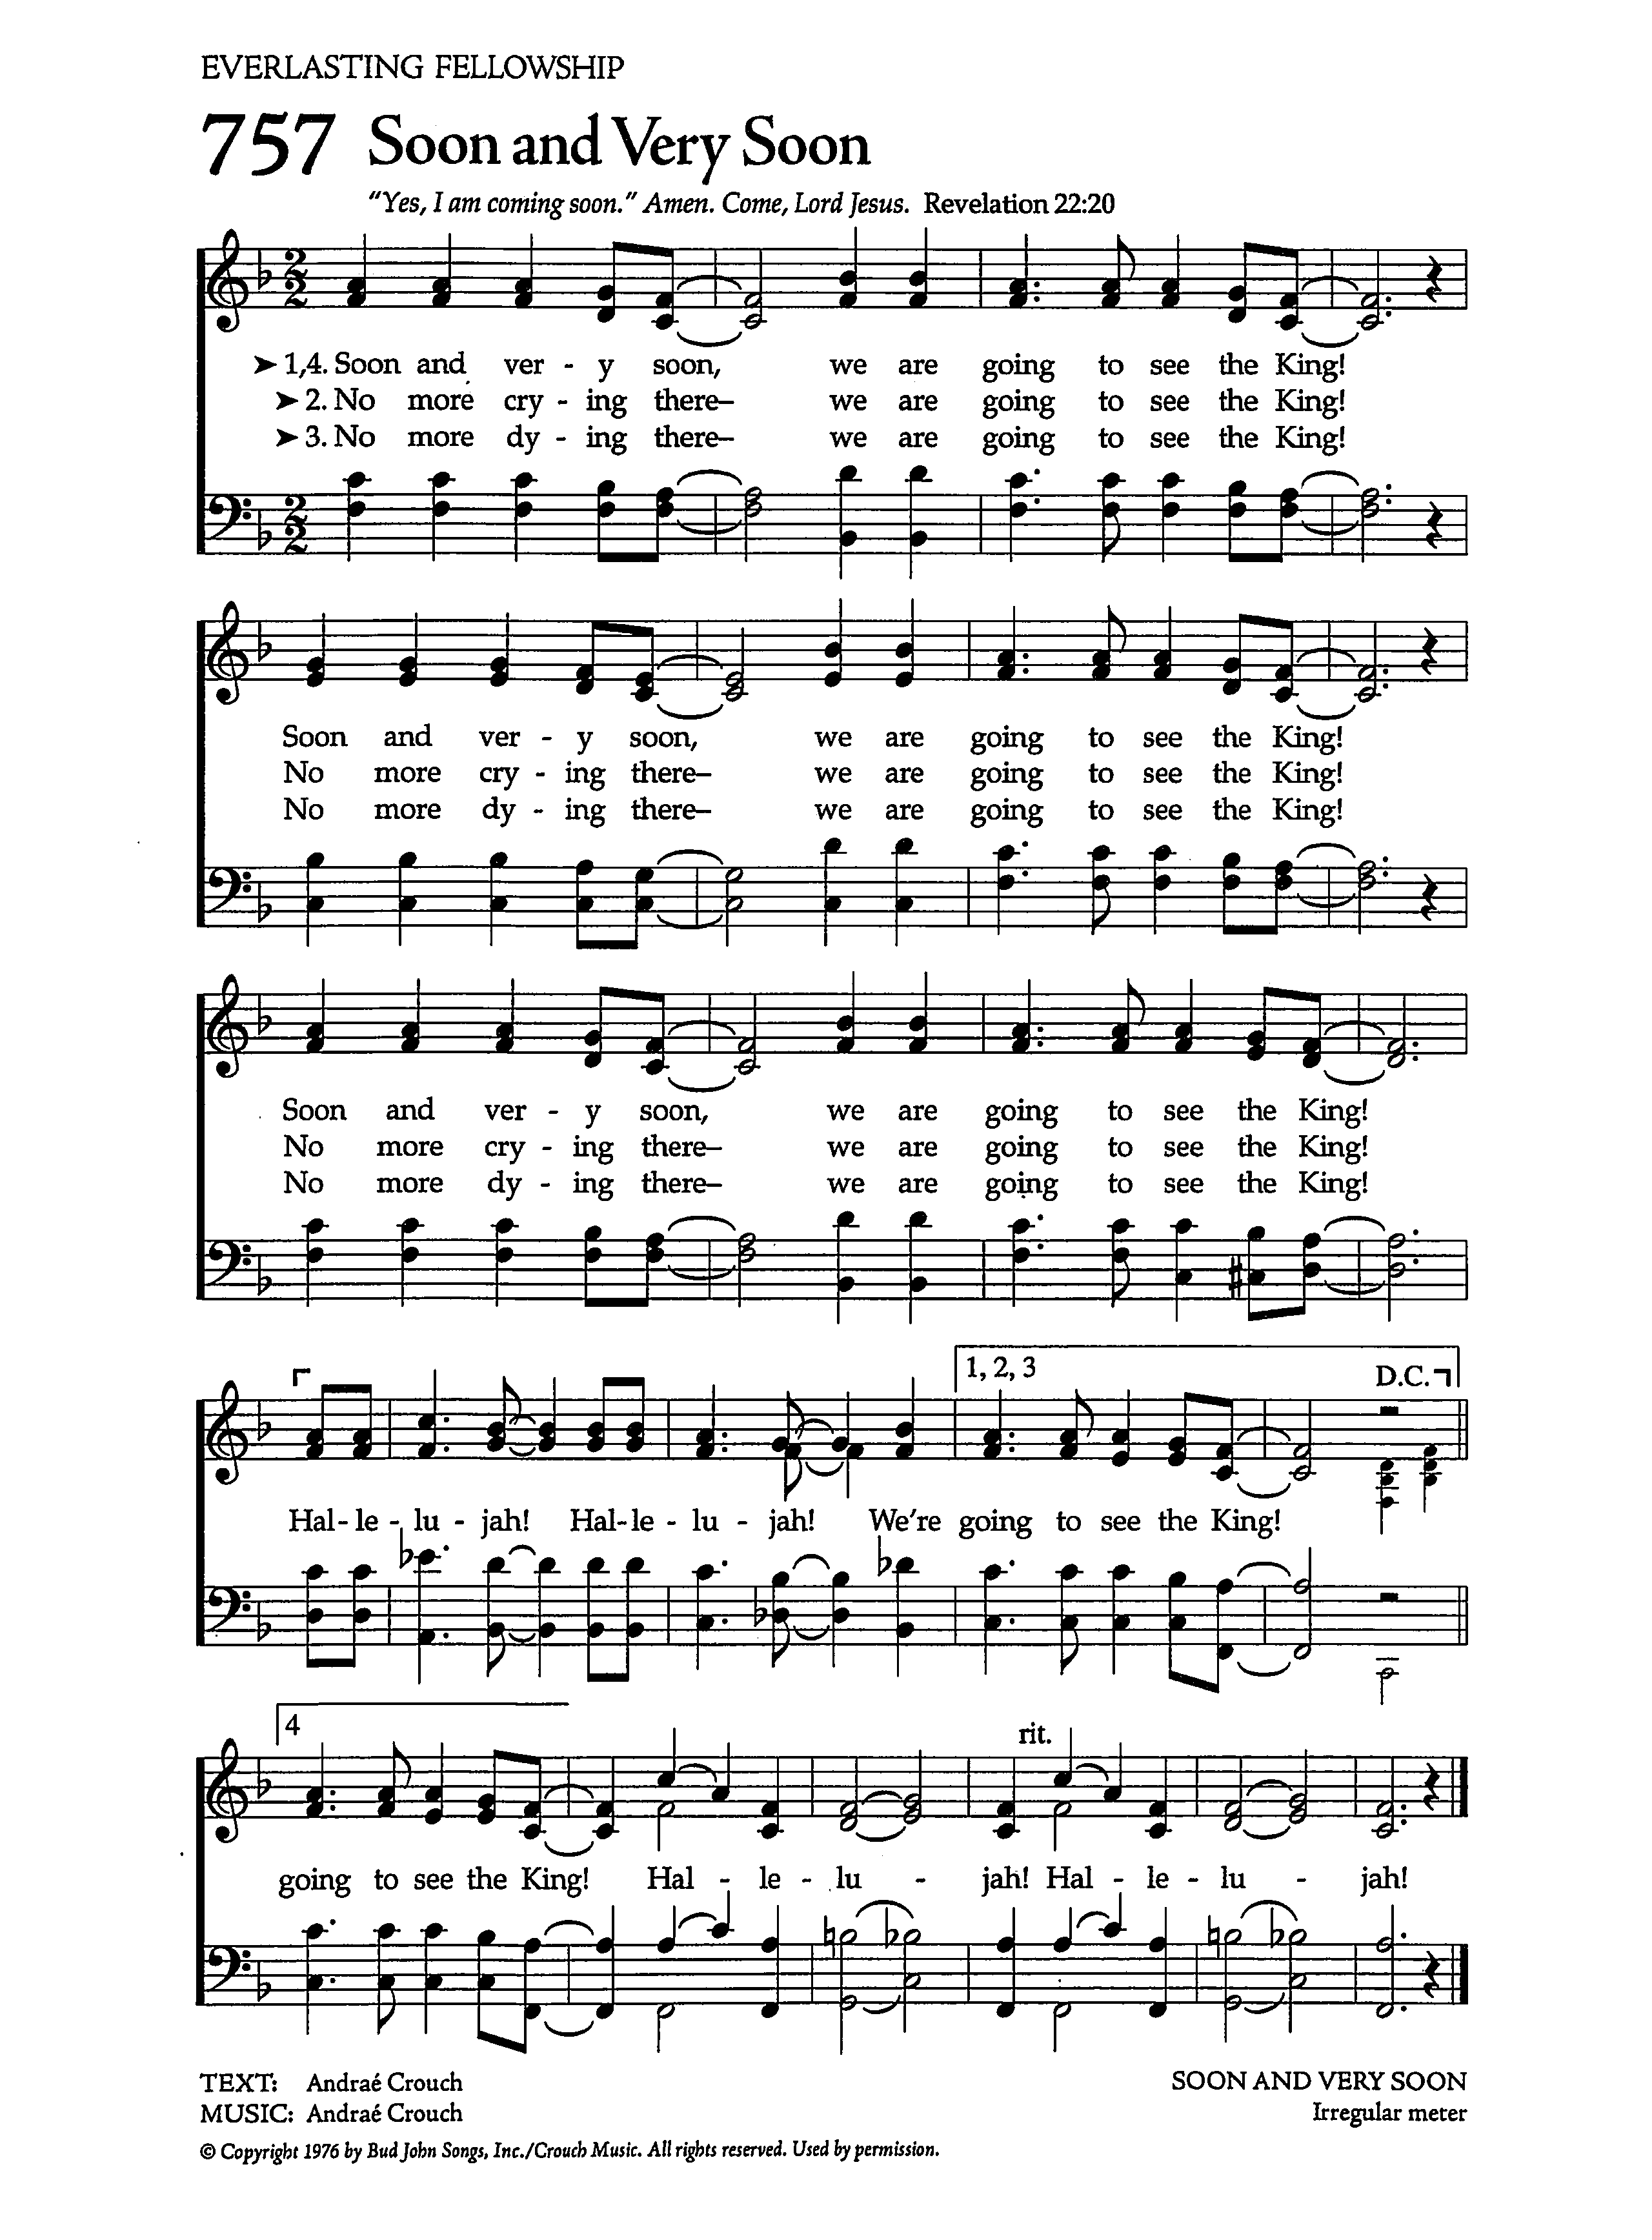 EVERLASTING FELLOWSHIP
757 Soon and Very Soon
"Yes, I am coming soon." Amen. Come, Lord Jesus. Revelation 22:20
➤ 1,4. Soon and ver - y soon, we are going to see the King!
➤ 2. No more cry - ing there– we are going to see the King!
➤ 3. No more dy - ing there– we are going to see the King!
Soon and ver - y soon, we are going to see the King!
No more cry - ing there– we are going to see the King!
No more dy - ing there– we are going to see the King!
Soon and ver - y soon, we are going to see the King!
No more cry - ing there– we are going to see the King!
No more dy - ing there– we are going to see the King!
1, 2, 3 D.C.
Hal - le - lu - jah! Hal - le - lu - jah! We're going to see the King!
4 rit.
going to see the King! Hal - le - lu - jah! Hal - le - lu - jah!
TEXT: Andraé Crouch
MUSIC: Andraé Crouch
© Copyright 1976 by Bud John Songs, Inc./Crouch Music. All rights reserved. Used by permission.
SOON AND VERY SOON
Irregular meter